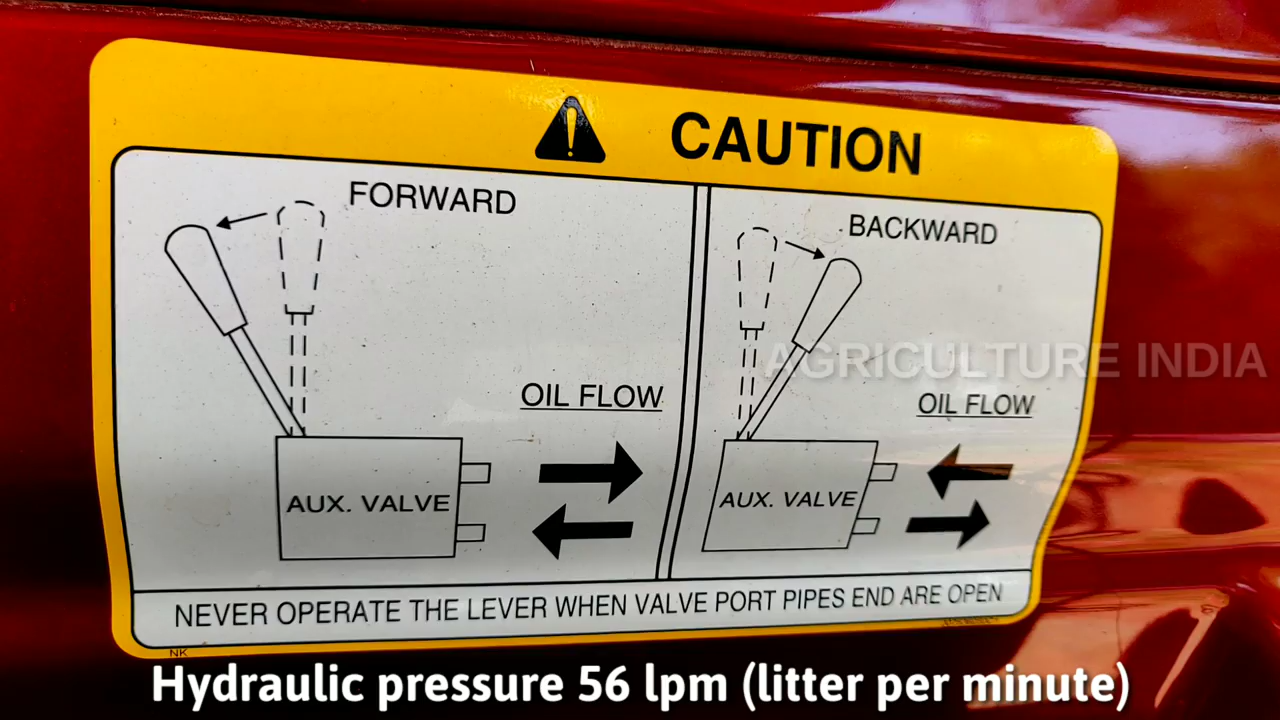 CAUTION
FORWARD
BACKWARD
AGRICULTURE INDIA
OIL FLOW
OIL FLOW
AUX. VALVE
AUX. VALVE
NEVER OPERATE THE LEVER WHEN VALVE PORT PIPES END ARE OPEN
NK
Hydraulic pressure 56 lpm (litter per minute)